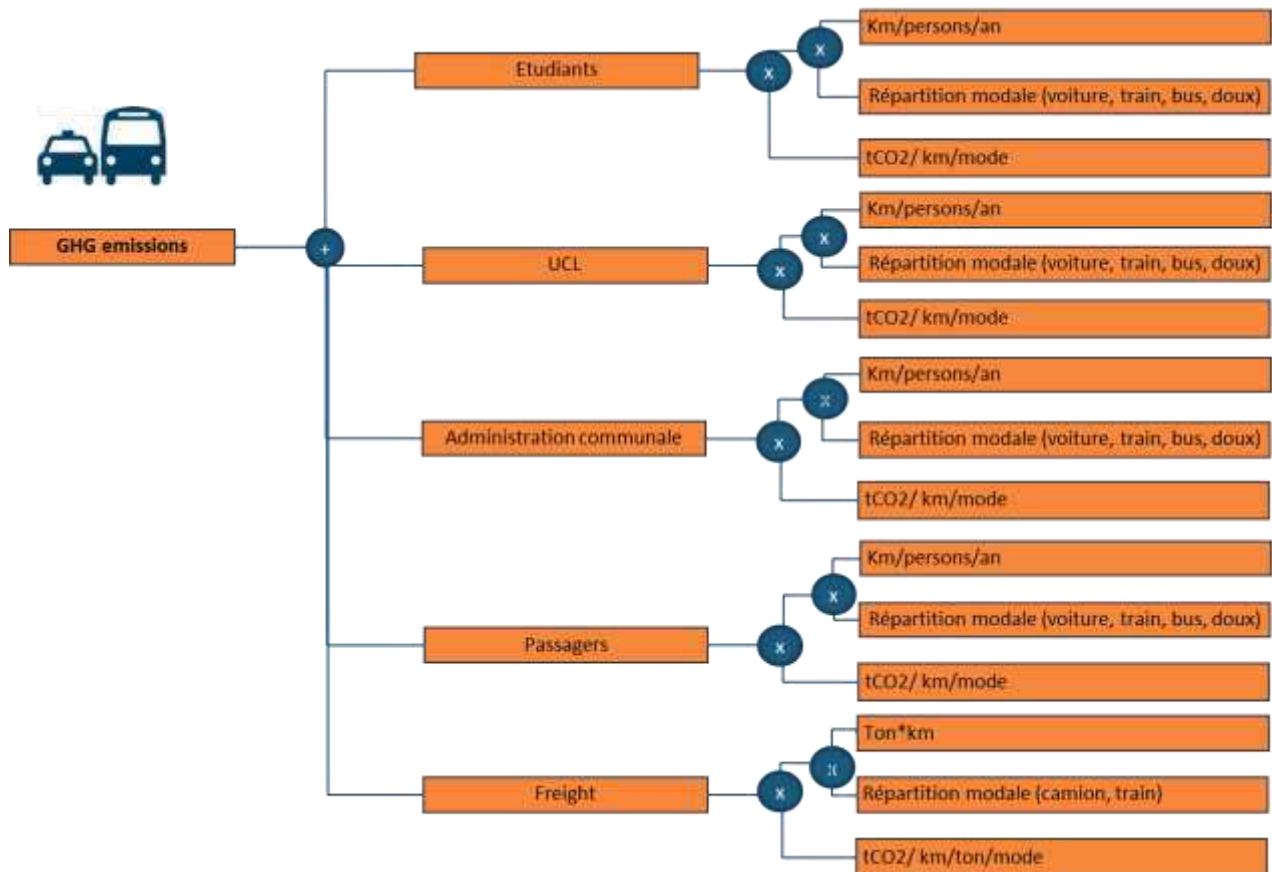 Km/persons/an
Etudiants
x
x
Répartition modale (voiture, train, bus, doux)
tCO2/ km/mode
GHG emissions
+
Km/persons/an
UCL
x
x
Répartition modale (voiture, train, bus, doux)
tCO2/ km/mode
Km/persons/an
Administration communale
x
x
Répartition modale (voiture, train, bus, doux)
tCO2/ km/mode
Km/persons/an
Passagers
x
x
Répartition modale (voiture, train, bus, doux)
tCO2/ km/mode
Ton*km
Freight
x
x
Répartition modale (camion, train)
tCO2/ km/ton/mode